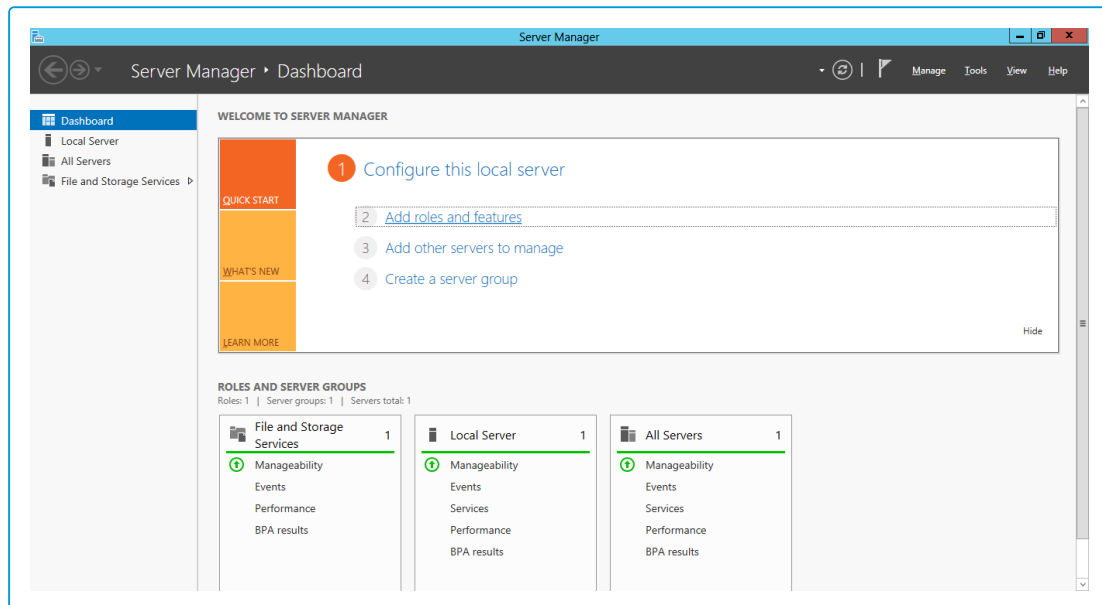 Server Manager
Server Manager ‣ Dashboard
Manage Tools View Help
Dashboard
Local Server
All Servers
File and Storage Services
WELCOME TO SERVER MANAGER
QUICK START
WHAT'S NEW
LEARN MORE
1 Configure this local server
2 Add roles and features
3 Add other servers to manage
4 Create a server group
Hide
ROLES AND SERVER GROUPS
Roles: 1 | Server groups: 1 | Servers total: 1
File and Storage
Services 1
Manageability
Events
Performance
BPA results
Local Server 1
Manageability
Events
Services
Performance
BPA results
All Servers 1
Manageability
Events
Services
Performance
BPA results